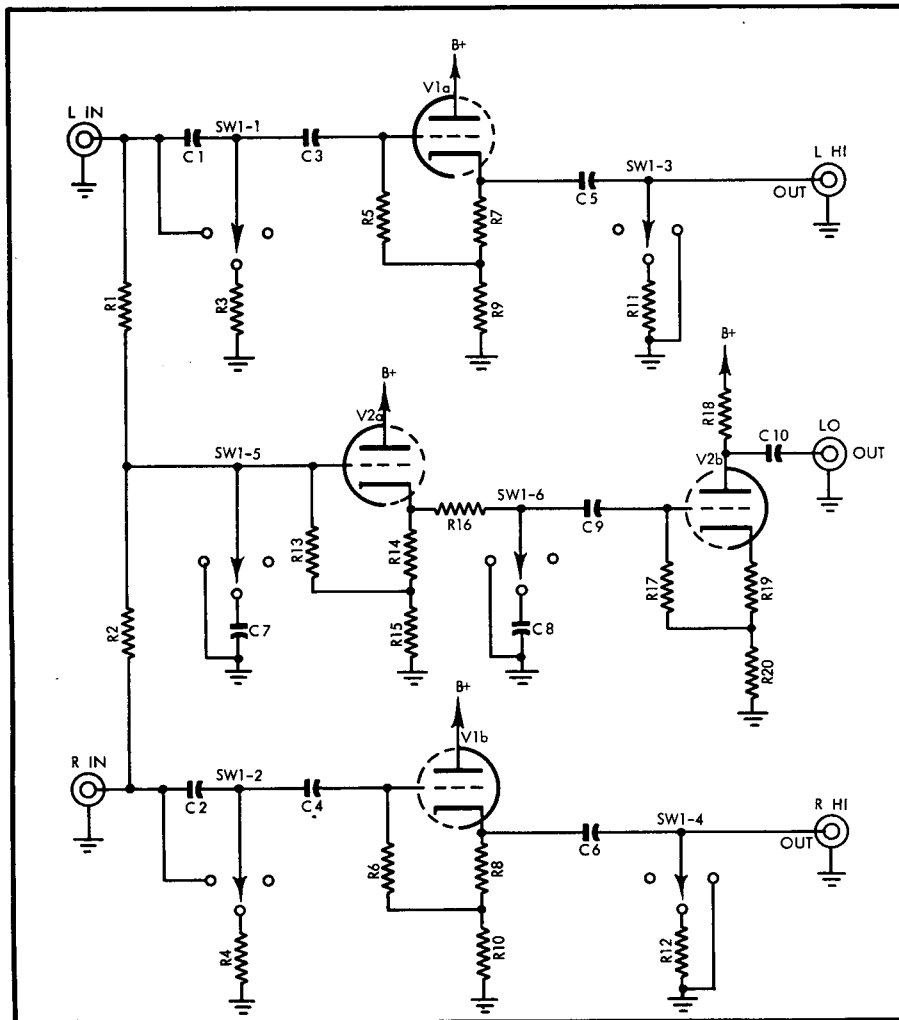 B+
V1a
L IN
C1
SW1-1
C3
R5
R7
C5
SW1-3
L HI
OUT
R1
R3
R9
R11
B+
V2a
B+
R18
C10
LO
OUT
SW1-5
V2b
R16
SW1-6
C9
R13
R14
R17
R19
R2
C7
R15
C8
R20
B+
V1b
R IN
C2
SW1-2
C4
R6
R8
C6
SW1-4
R HI
OUT
R4
R10
R12